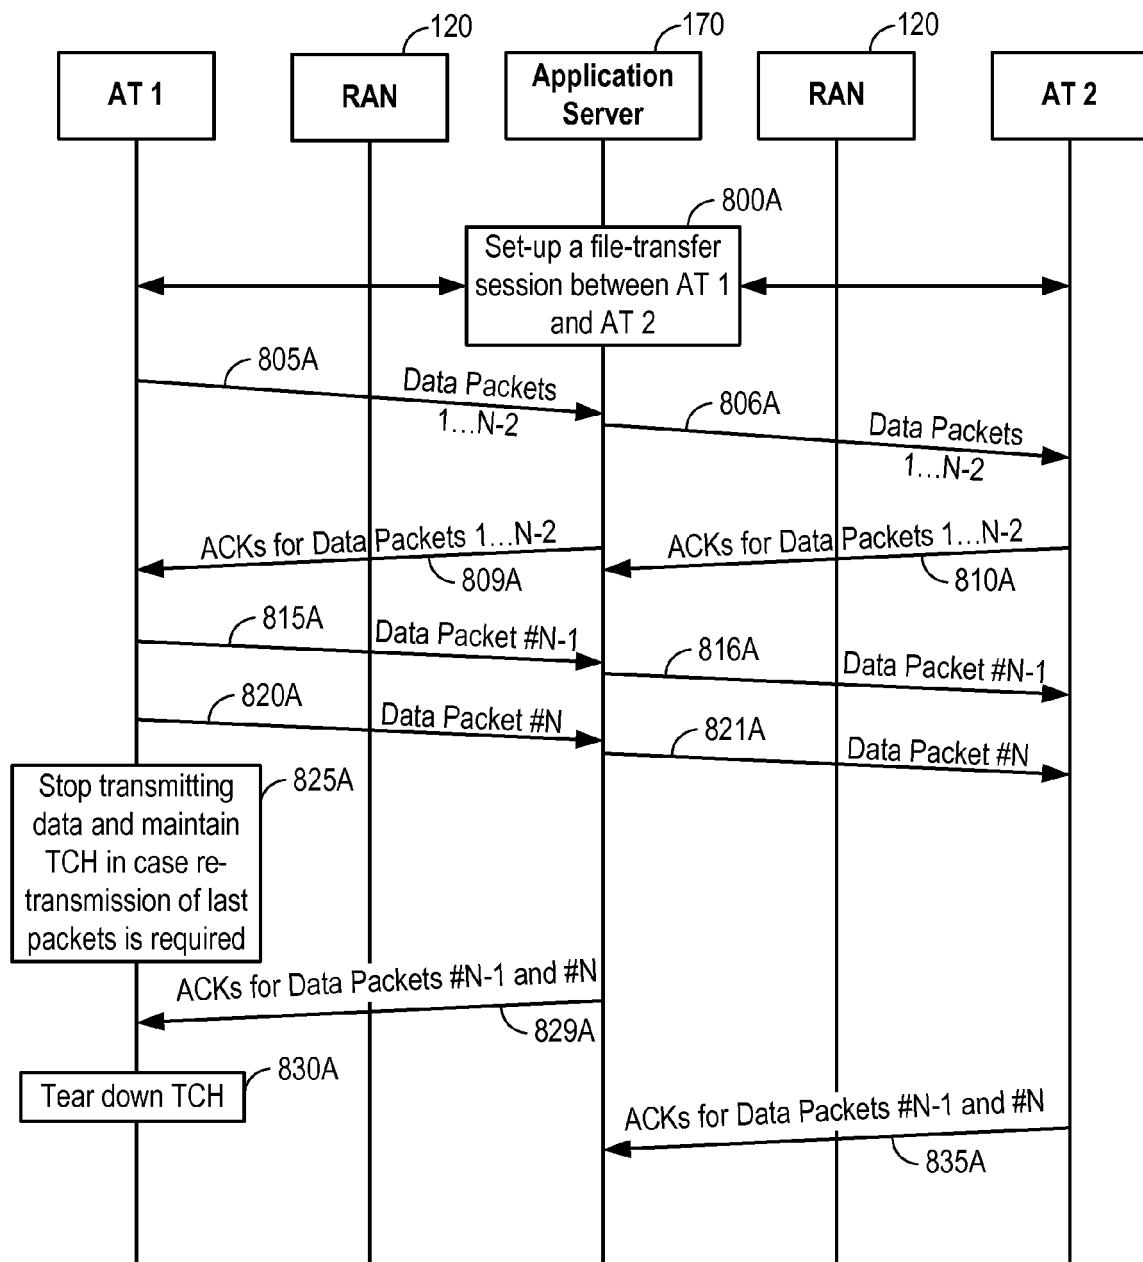 120
170
120
AT 1
RAN
Application
Server
RAN
AT 2
800A
Set-up a file-transfer
session between AT 1
and AT 2
805A
Data Packets
1...N-2
806A
Data Packets
1...N-2
ACKs for Data Packets 1...N-2
809A
ACKs for Data Packets 1...N-2
810A
815A
Data Packet #N-1
816A
Data Packet #N-1
820A
Data Packet #N
821A
Data Packet #N
825A
Stop transmitting
data and maintain
TCH in case re-
transmission of last
packets is required
ACKs for Data Packets #N-1 and #N
829A
830A
Tear down TCH
ACKs for Data Packets #N-1 and #N
835A